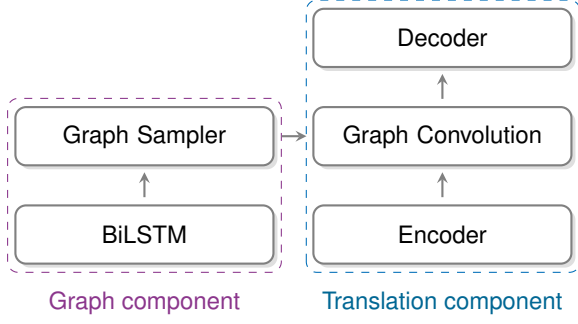 Decoder
Graph Sampler
Graph Convolution
BiLSTM
Encoder
Graph component
Translation component